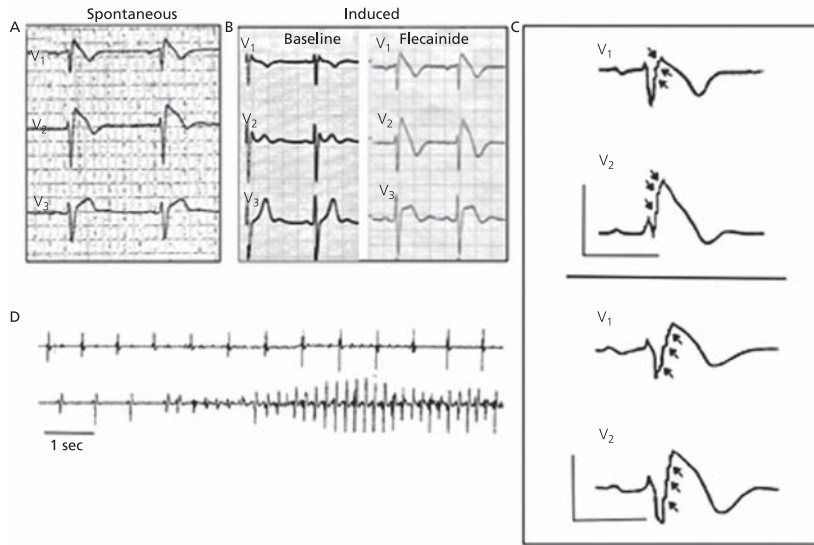 A
Spontaneous
V1
V2
V3
B
Induced
Baseline
Flecainide
V1
V2
V3
V1
V2
V3
C
V1
V2
V1
V2
D
1 sec